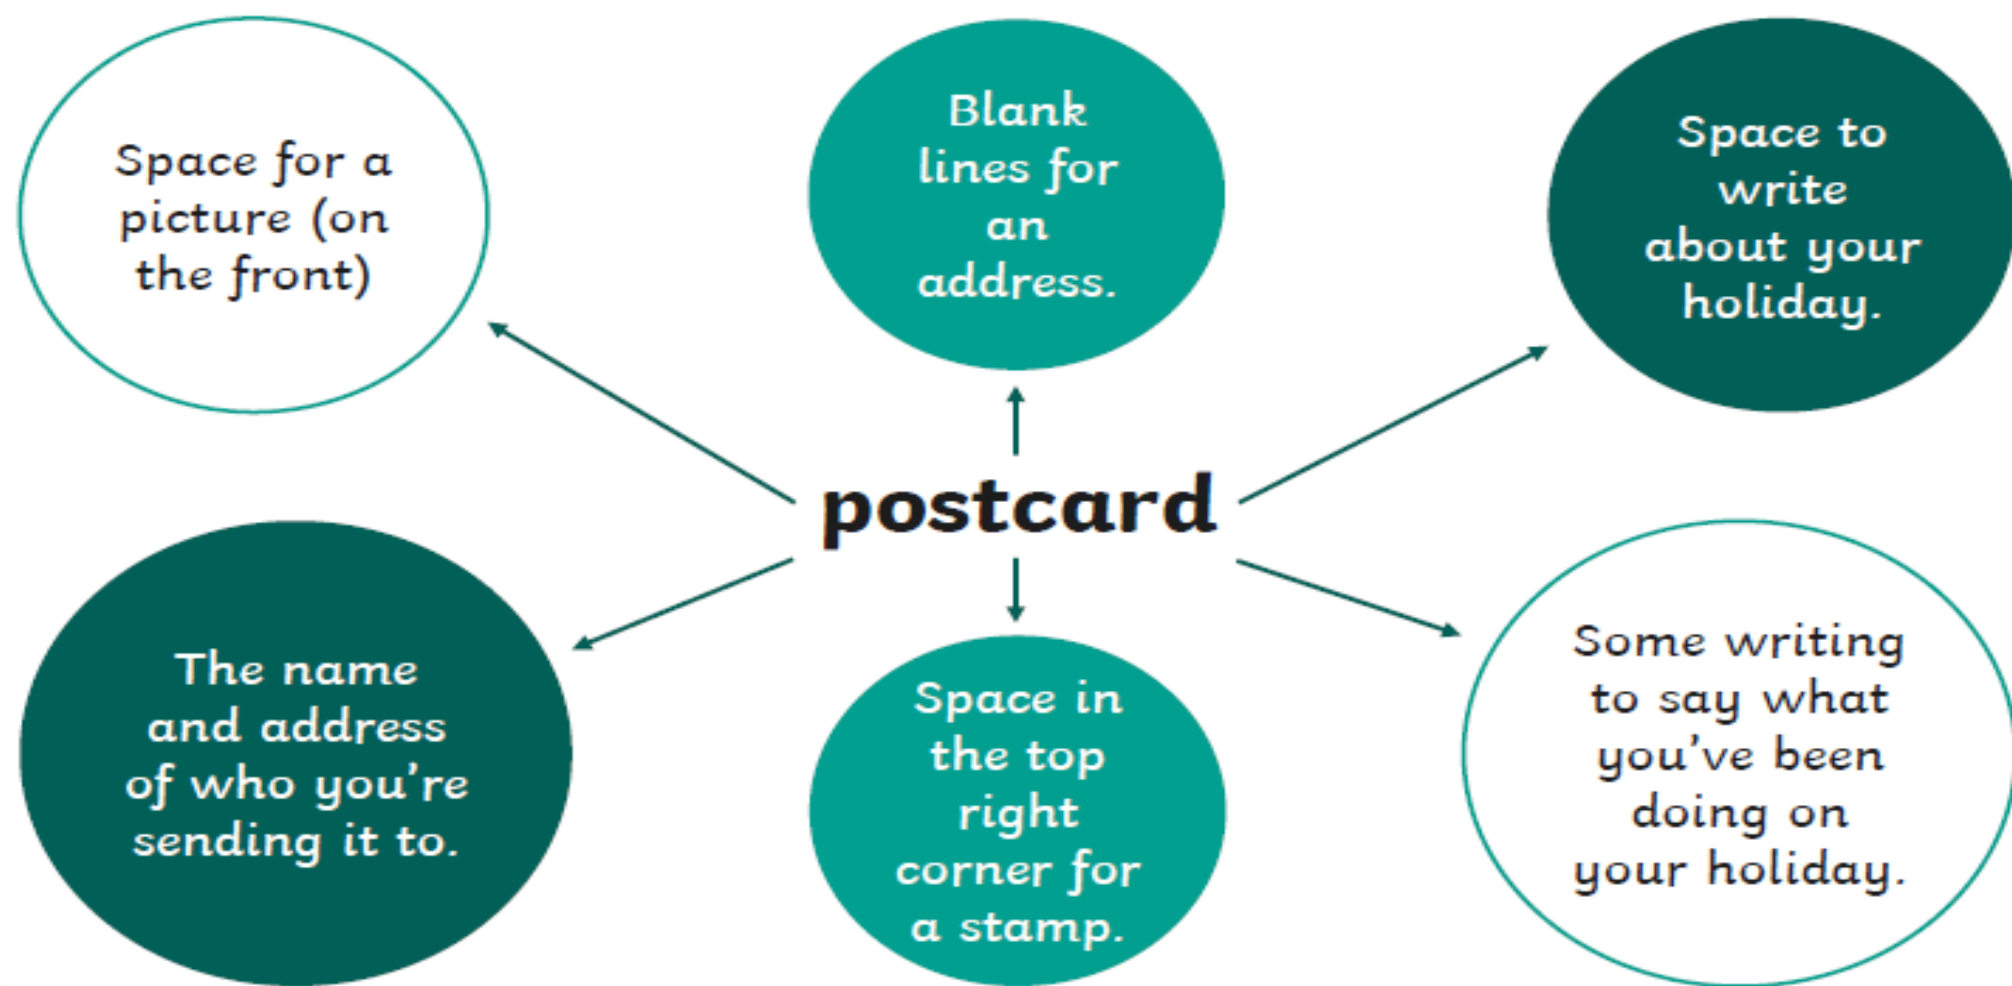 Space for a
picture (on
the front)
Blank
lines for
an
address.
Space to
write
about your
holiday.
postcard
The name
and address
of who you're
sending it to.
Space in
the top
right
corner for
a stamp.
Some writing
to say what
you've been
doing on
your holiday.